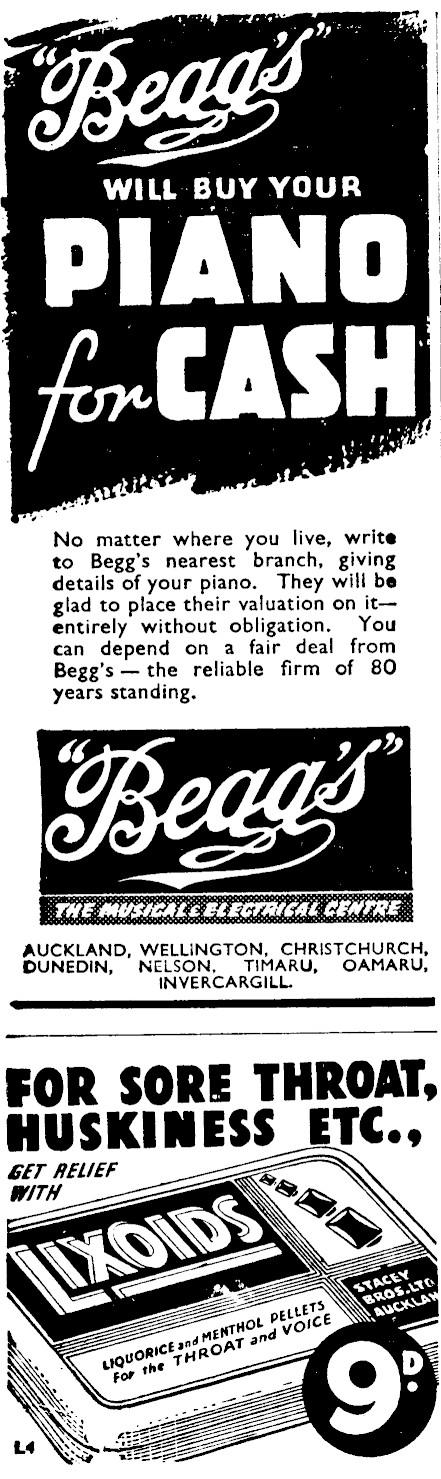 "Begg's"
WILL BUY YOUR
PIANO
for CASH
No matter where you live, write
to Begg's nearest branch, giving
details of your piano. They will be
glad to place their valuation on it—
entirely without obligation. You
can depend on a fair deal from
Begg's — the reliable firm of 80
years standing.
"Begg's"
THE MUSICAL & ELECTRICAL CENTRE
AUCKLAND, WELLINGTON, CHRISTCHURCH,
DUNEDIN, NELSON, TIMARU, OAMARU,
INVERCARGILL.
FOR SORE THROAT,
HUSKINESS ETC.,
GET RELIEF
WITH
LIXOIDS
STACEY
BROS. LTD
AUCKLAN
LIQUORICE and MENTHOL PELLETS
For the THROAT and VOICE
9D.
L4